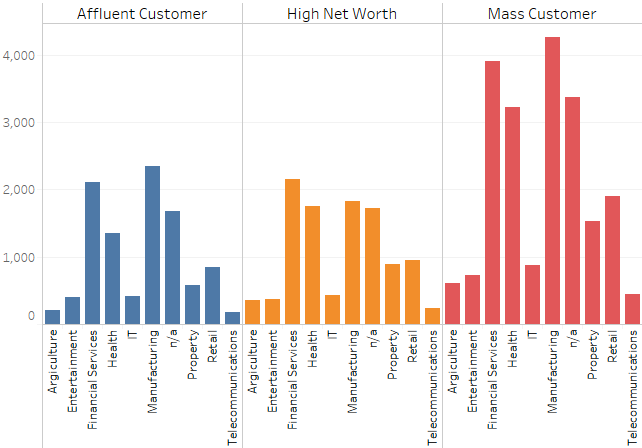 Affluent Customer
High Net Worth
Mass Customer
4,000
3,000
2,000
1,000
0
Argiculture
Entertainment
Financial Services
Health
IT
Manufacturing
n/a
Property
Retail
Telecommunications
Argiculture
Entertainment
Financial Services
Health
IT
Manufacturing
n/a
Property
Retail
Telecommunications
Argiculture
Entertainment
Financial Services
Health
IT
Manufacturing
n/a
Property
Retail
Telecommunications